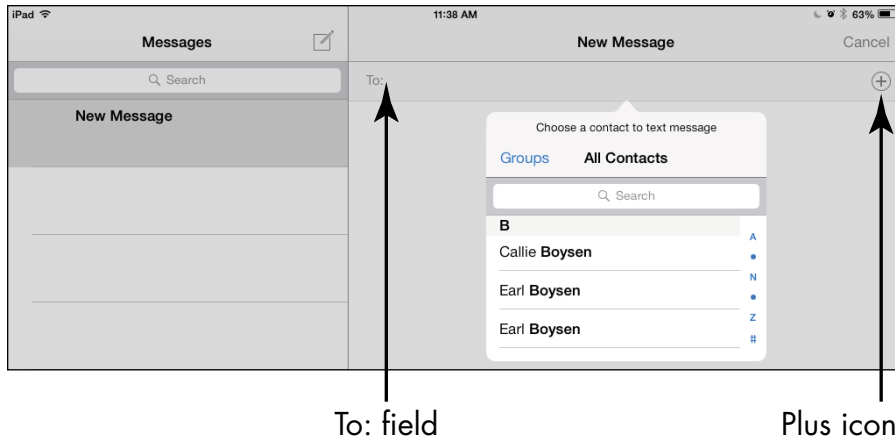 iPad 11:38 AM 63%
Messages
New Message Cancel
Search
To:
New Message
Choose a contact to text message
Groups All Contacts
Search
B
Callie Boysen
Earl Boysen
Earl Boysen
A
N
Z
#
To: field
Plus icon